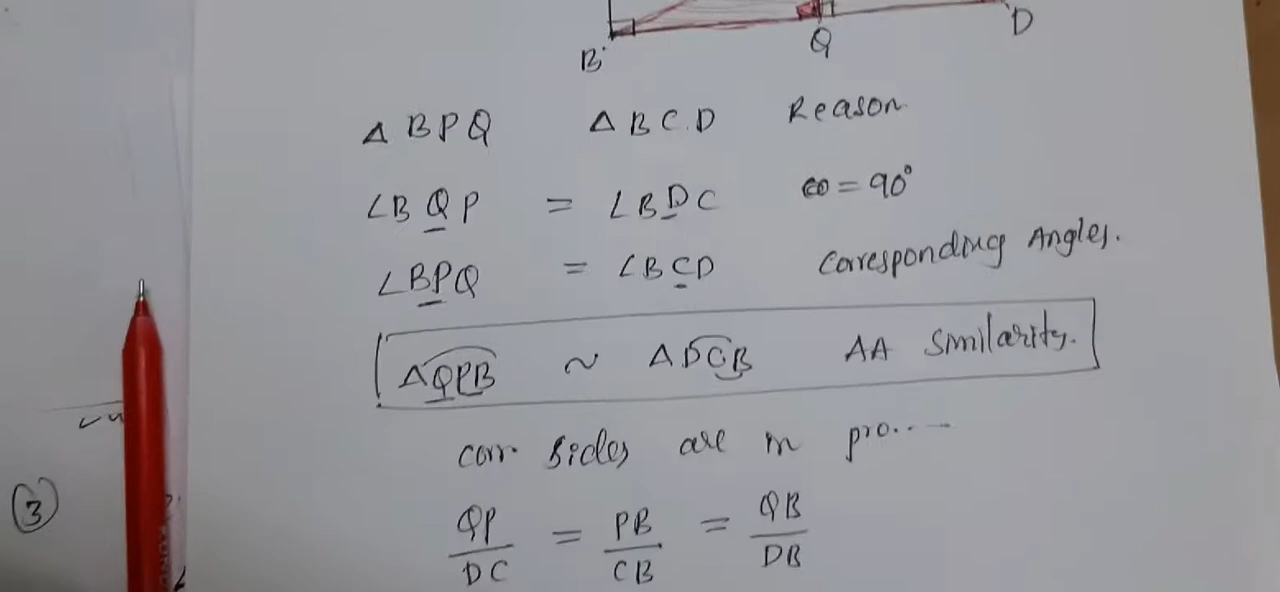 B Q D
Δ BPQ Δ BCD Reason
∠BQP = ∠BDC = 90°
∠BPQ = ∠BCD Corresponding Angles.
ΔQPB ~ ΔDCB AA Similarity.
corr. sides are in pro.....
QP/DC = PB/CB = QB/DB
3